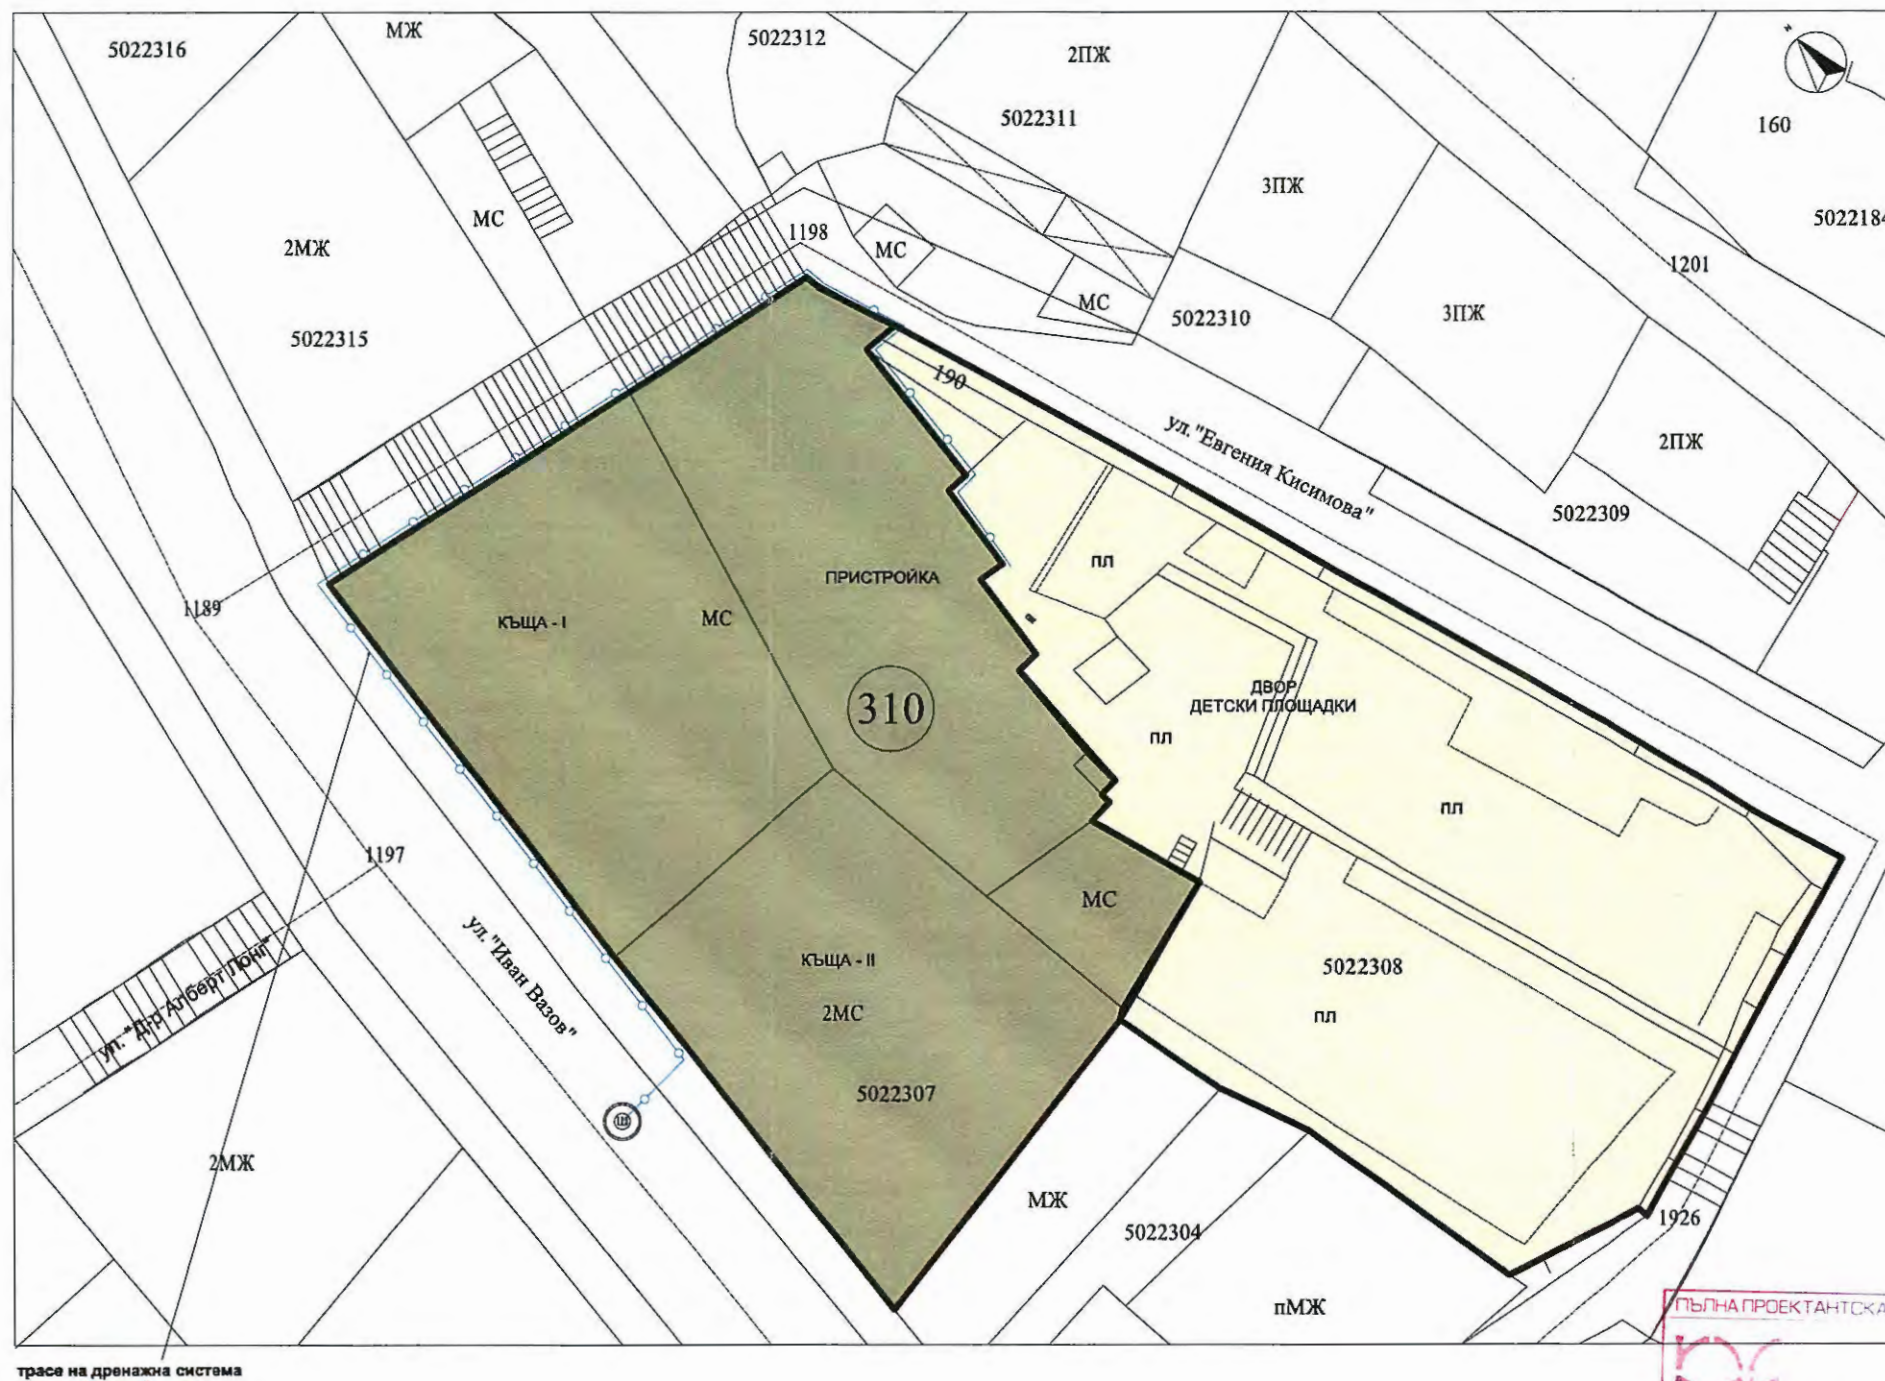 5022316
МЖ
5022312
2ПЖ
N
5022311
160
3ПЖ
5022184
МС
2МЖ
1198
МС
1201
МС
5022310
3ПЖ
5022315
190
ул. "Евгения Кисимова"
2ПЖ
5022309
пл
ПРИСТРОЙКА
1189
КЪЩА - I
МС
310
ДВОР
ДЕТСКИ ПЛОЩАДКИ
пл
пл
1197
МС
ул. "Иван Вазов"
КЪЩА - II
5022308
2МС
пл
ул. "Д-р Алберт Лонг"
5022307
Ш
2МЖ
МЖ
5022304
1926
пМЖ
ПЪЛНА ПРОЕКТАНТСКА
трасе на дренажна система